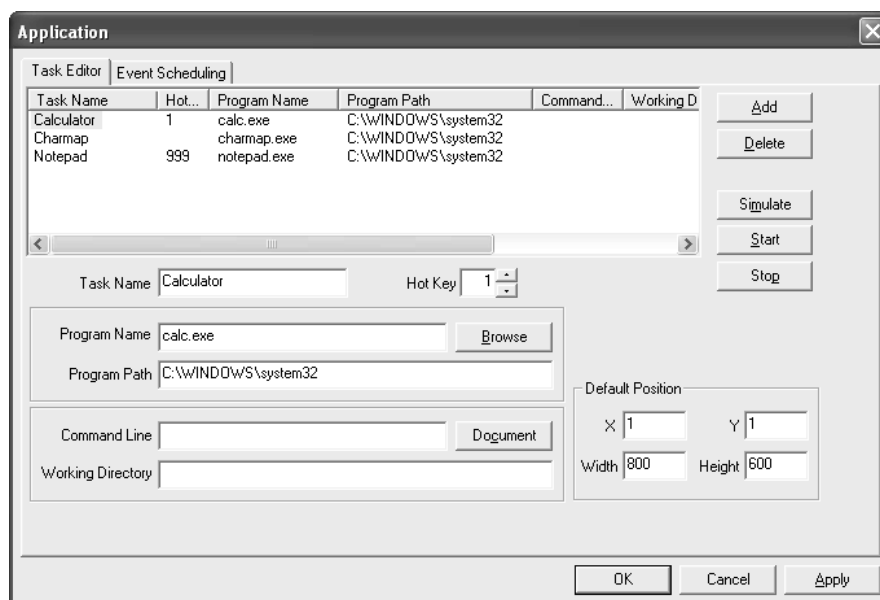 Application
Task Editor Event Scheduling
Task Name Hot... Program Name Program Path Command... Working D
Calculator 1 calc.exe C:\WINDOWS\system32
Charmap charmap.exe C:\WINDOWS\system32
Notepad 999 notepad.exe C:\WINDOWS\system32
Add
Delete
Simulate
Start
Stop
Task Name Calculator Hot Key 1
Program Name calc.exe Browse
Program Path C:\WINDOWS\system32
Command Line Document
Working Directory
Default Position
X 1 Y 1
Width 800 Height 600
OK Cancel Apply